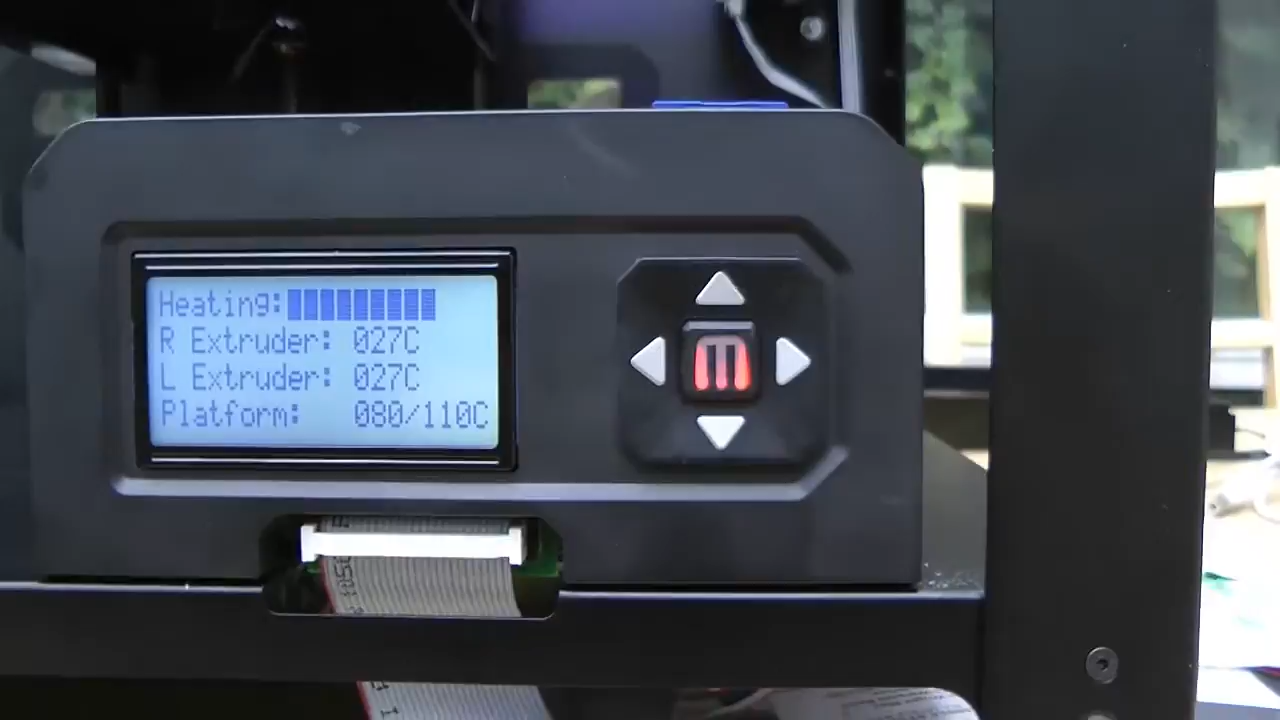 Heating:
R Extruder: 027C
L Extruder: 027C
Platform: 080/110C
M